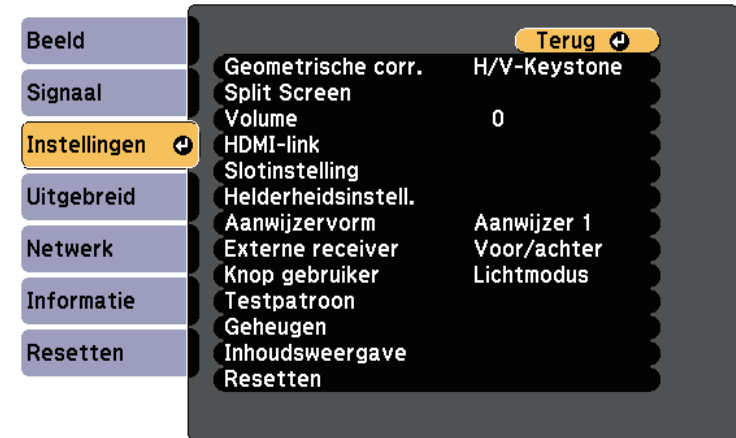 Beeld
Signaal
Instellingen
Uitgebreid
Netwerk
Informatie
Resetten
Terug
Geometrische corr. H/V-Keystone
Split Screen
Volume 0
HDMI-link
Slotinstelling
Helderheidsinstell.
Aanwijzervorm Aanwijzer 1
Externe receiver Voor/achter
Knop gebruiker Lichtmodus
Testpatroon
Geheugen
Inhoudsweergave
Resetten